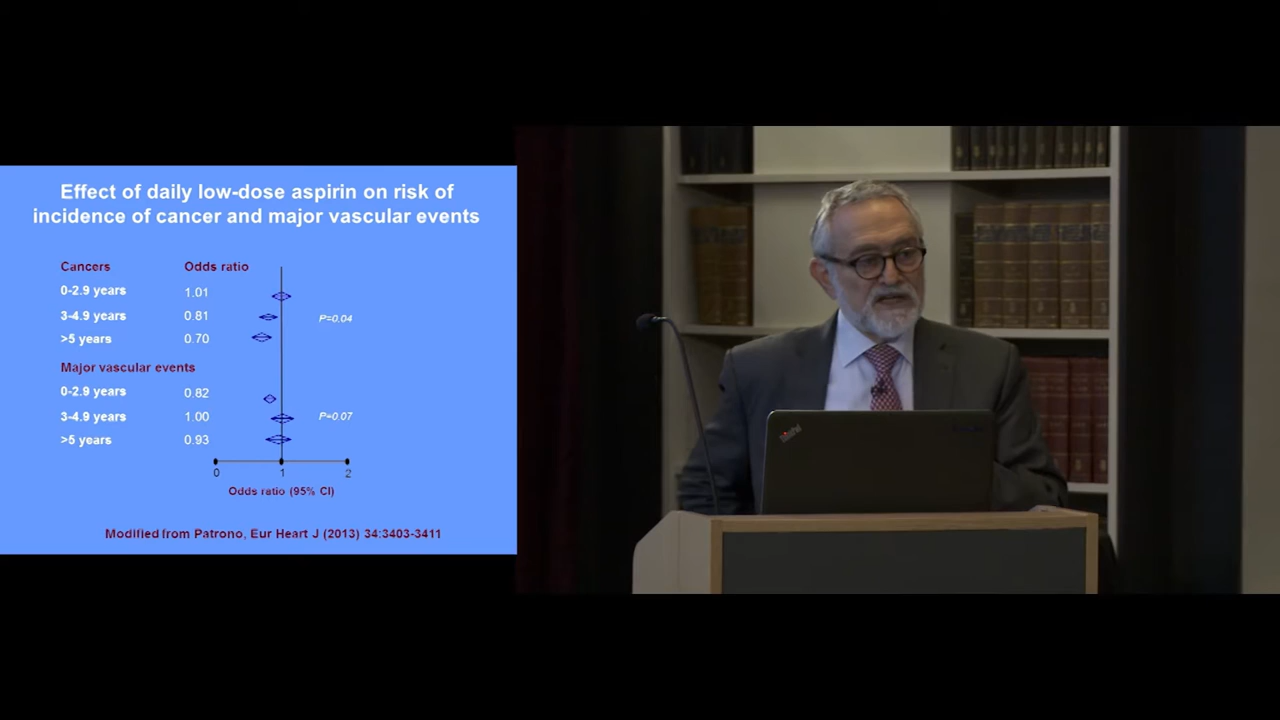 Effect of daily low-dose aspirin on risk of
incidence of cancer and major vascular events
Cancers Odds ratio
0-2.9 years 1.01
3-4.9 years 0.81 P=0.04
>5 years 0.70
Major vascular events
0-2.9 years 0.82
3-4.9 years 1.00 P=0.07
>5 years 0.93
0 1 2
Odds ratio (95% CI)
Modified from Patrono, Eur Heart J (2013) 34:3403-3411